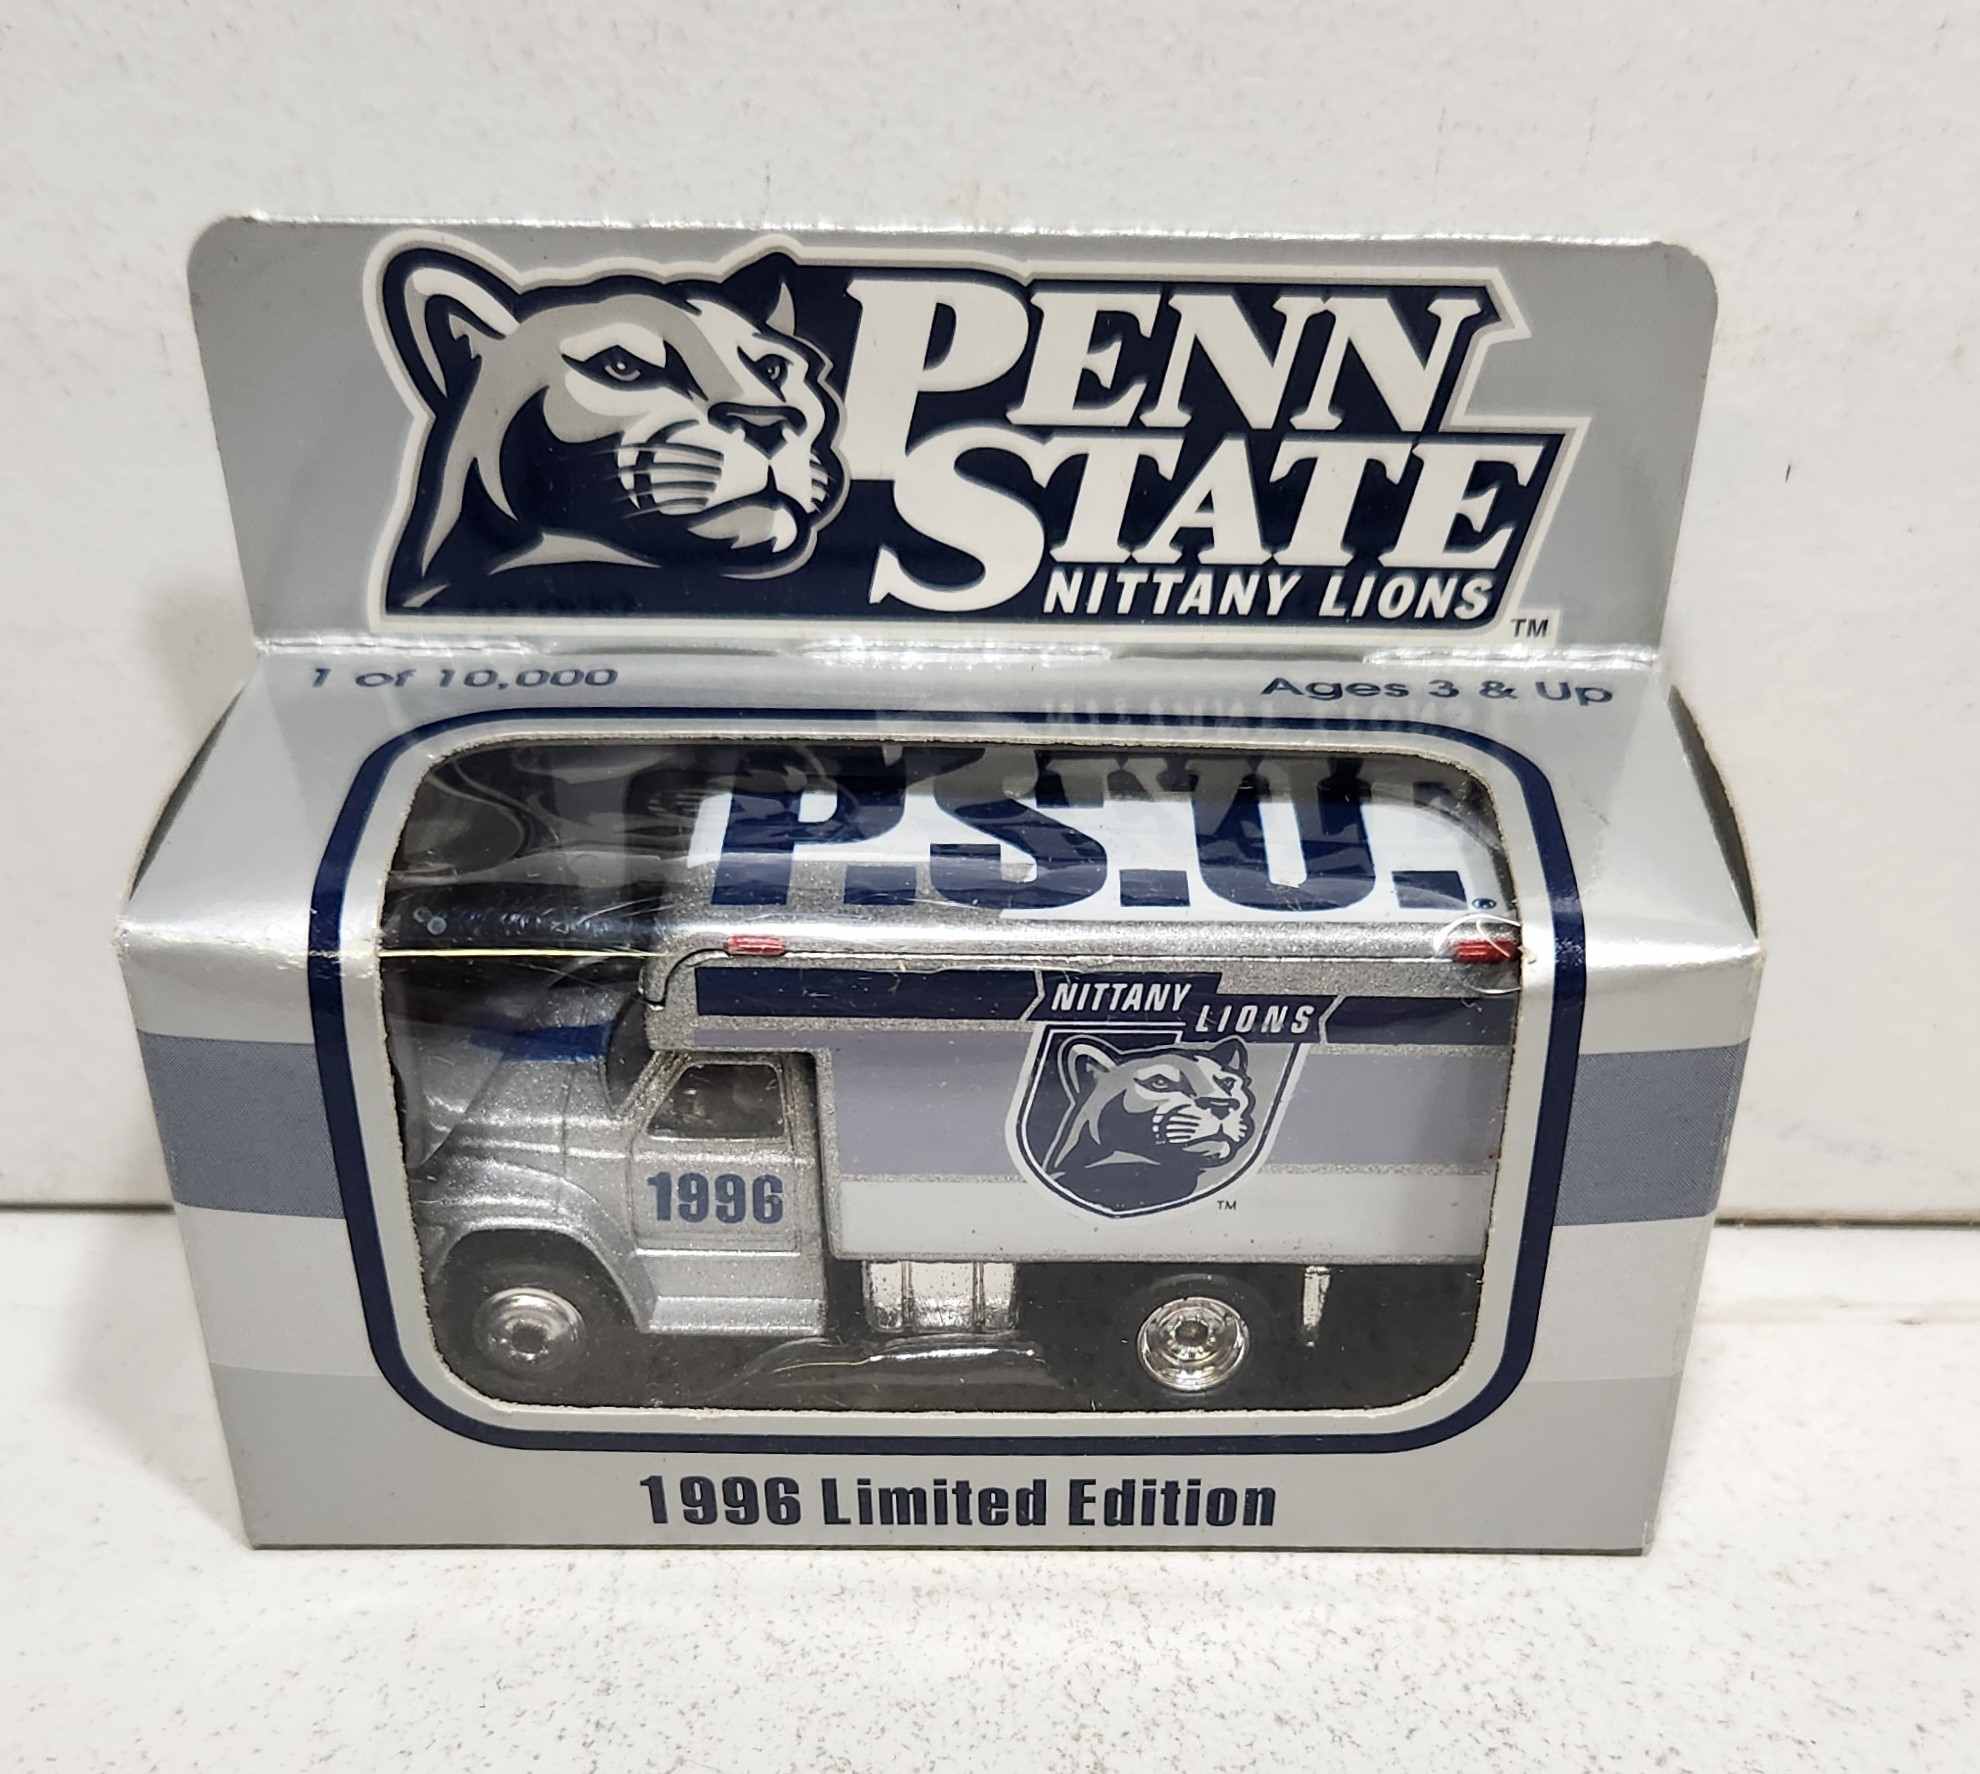 PENN
STATE
NITTANY LIONS
TM
1 of 10,000
Ages 3 & Up
P.S.U.®
NITTANY
LIONS
TM
1996
1996 Limited Edition